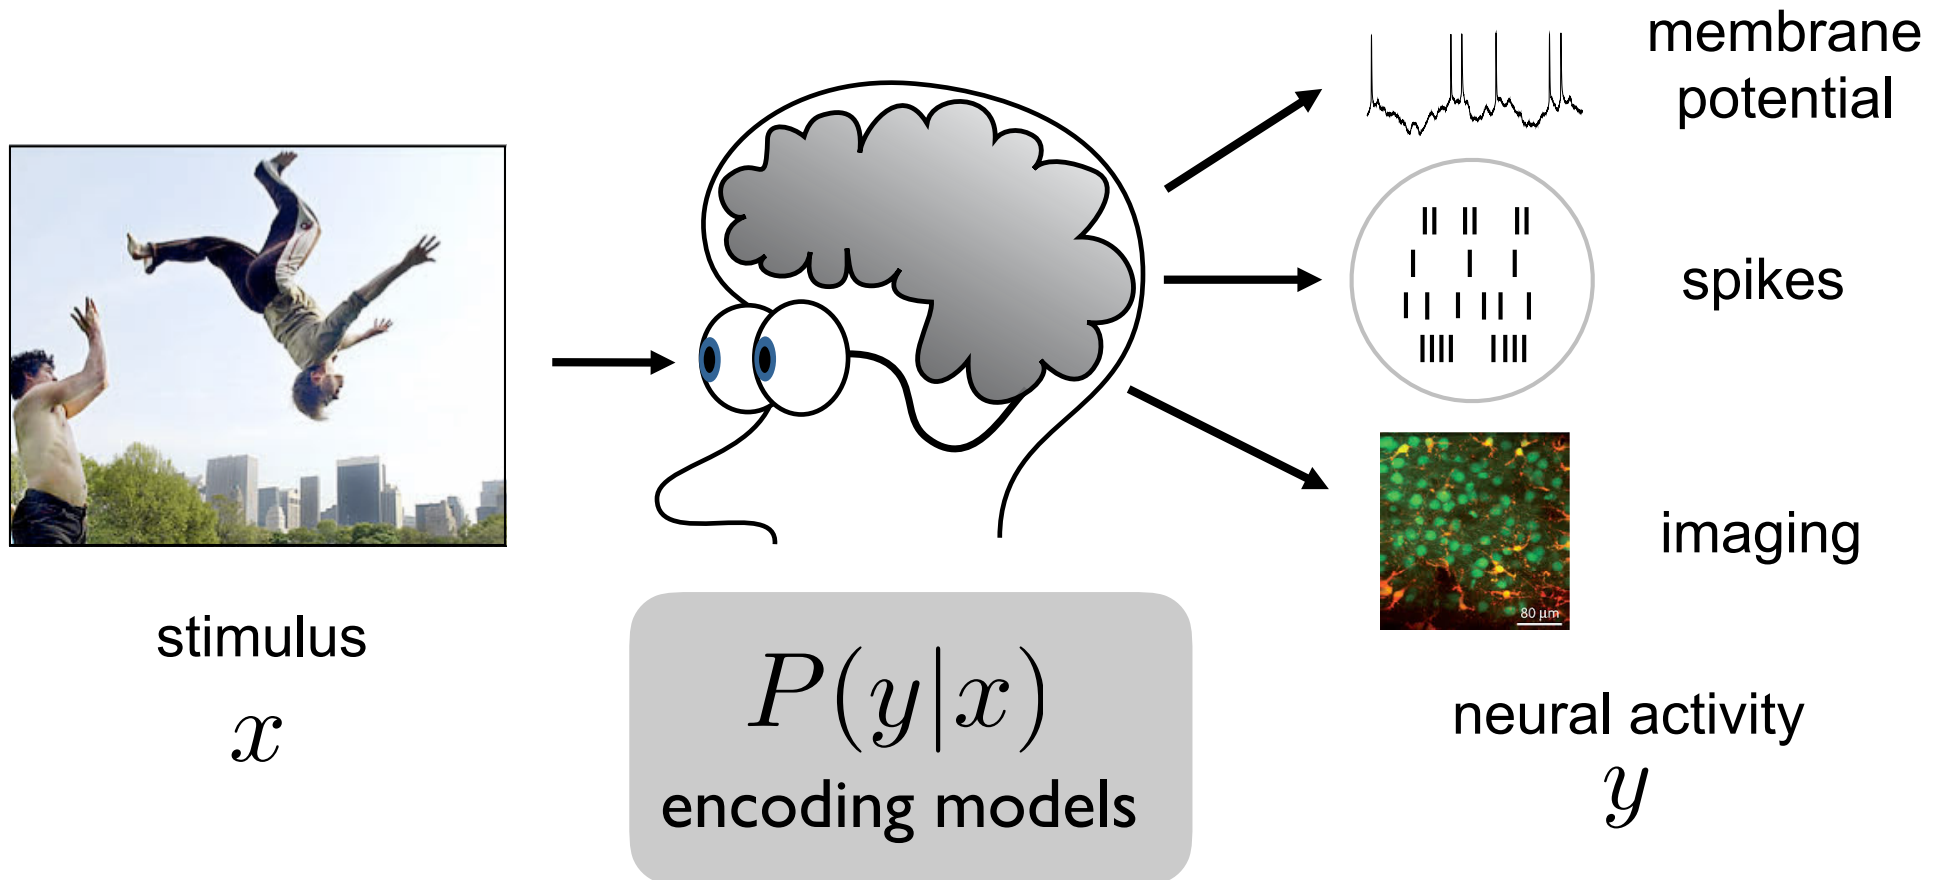 membrane
potential
spikes
80 µm
imaging
stimulus
x
P(y|x)
encoding models
neural activity
y